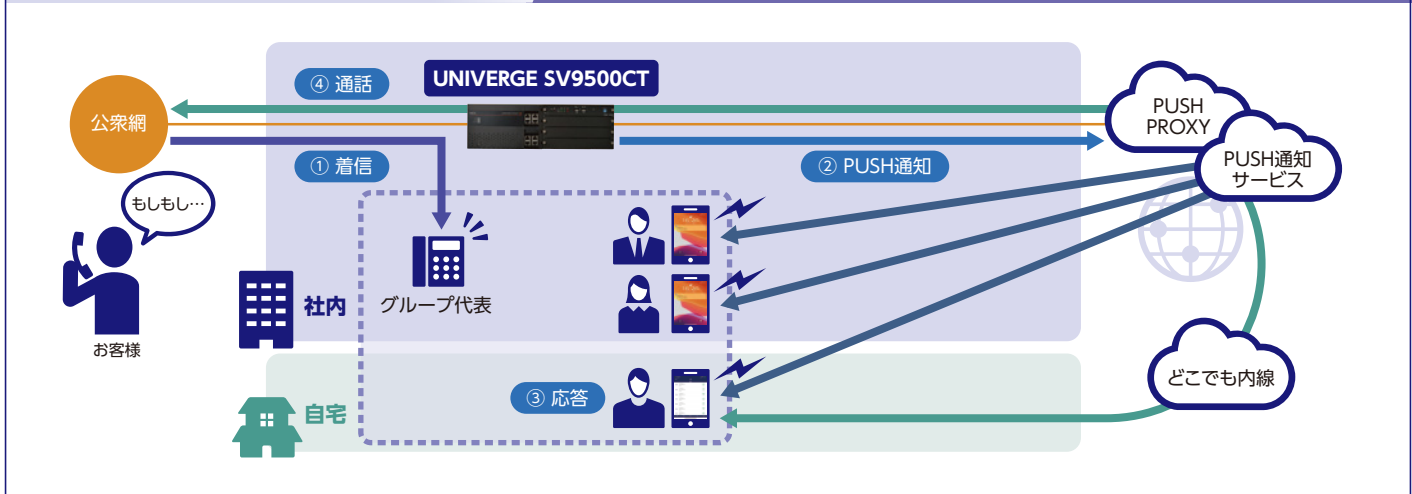 ④ 通話
UNIVERGE SV9500CT
公衆網
PUSH
PROXY
① 着信
② PUSH通知
PUSH通知
サービス
もしもし…
社内
グループ代表
お客様
どこでも内線
③ 応答
自宅